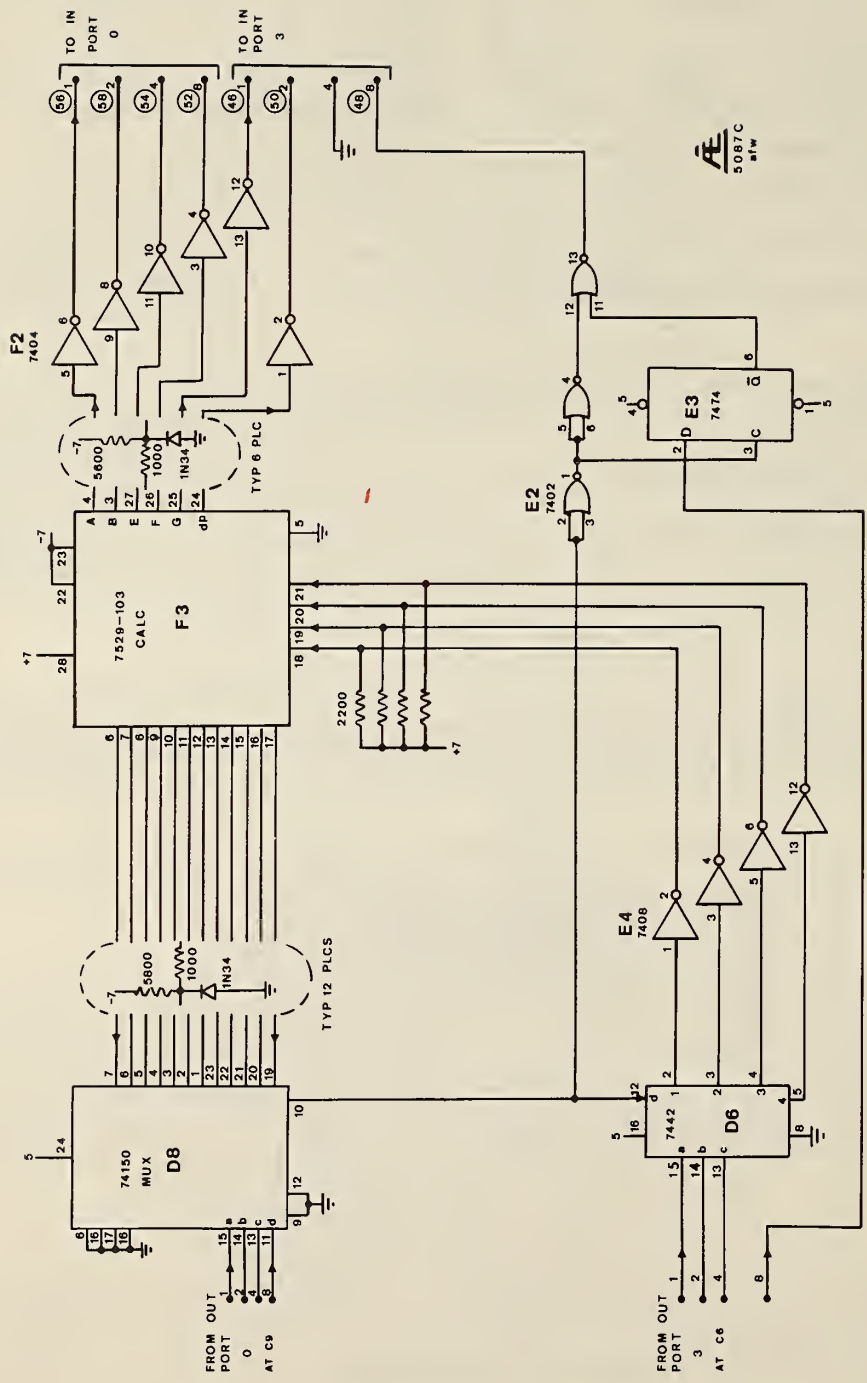 TO IN
PORT
0
TO IN
PORT
3
56 1
58 2
54 4
52 8
46 1
50 2
4
48 8
F2
7404
5 6
9 8
11 10
3 4
13 12
1 2
-7
5600
1000
1N34
TYP 6 PLC
A 4
B 3
E 27
F 26
G 25
dp 24
-7
22 23
+7
28
5
7529-103
CALC
F3
6
7
8
9
10
11
12
13
14
15
16
17
18 19 20 21
2200
+7
-7
5800
1000
1N34
TYP 12 PLCS
7
6
5
4
3
2
1
23
22
21
20
19
5
24
74150
MUX
D8
6 16 17 16
10
9 12
15 a
14 b
13 c
11 d
FROM OUT
PORT
0
AT C9
1
2
4
8
E2
7402
2 3 1
5 6 4
12 11 13
E3
7474
2 D
3 C
Q 6
4 5
1 5
E4
7408
1 2
3 4
5 6
13 12
5
16
12
d
7442
D6
15 a
14 b
13 c
1 2
2 3
3 4
4 5
8
FROM OUT
PORT
3
AT C6
1
2
4
8
AE
5087C
afw